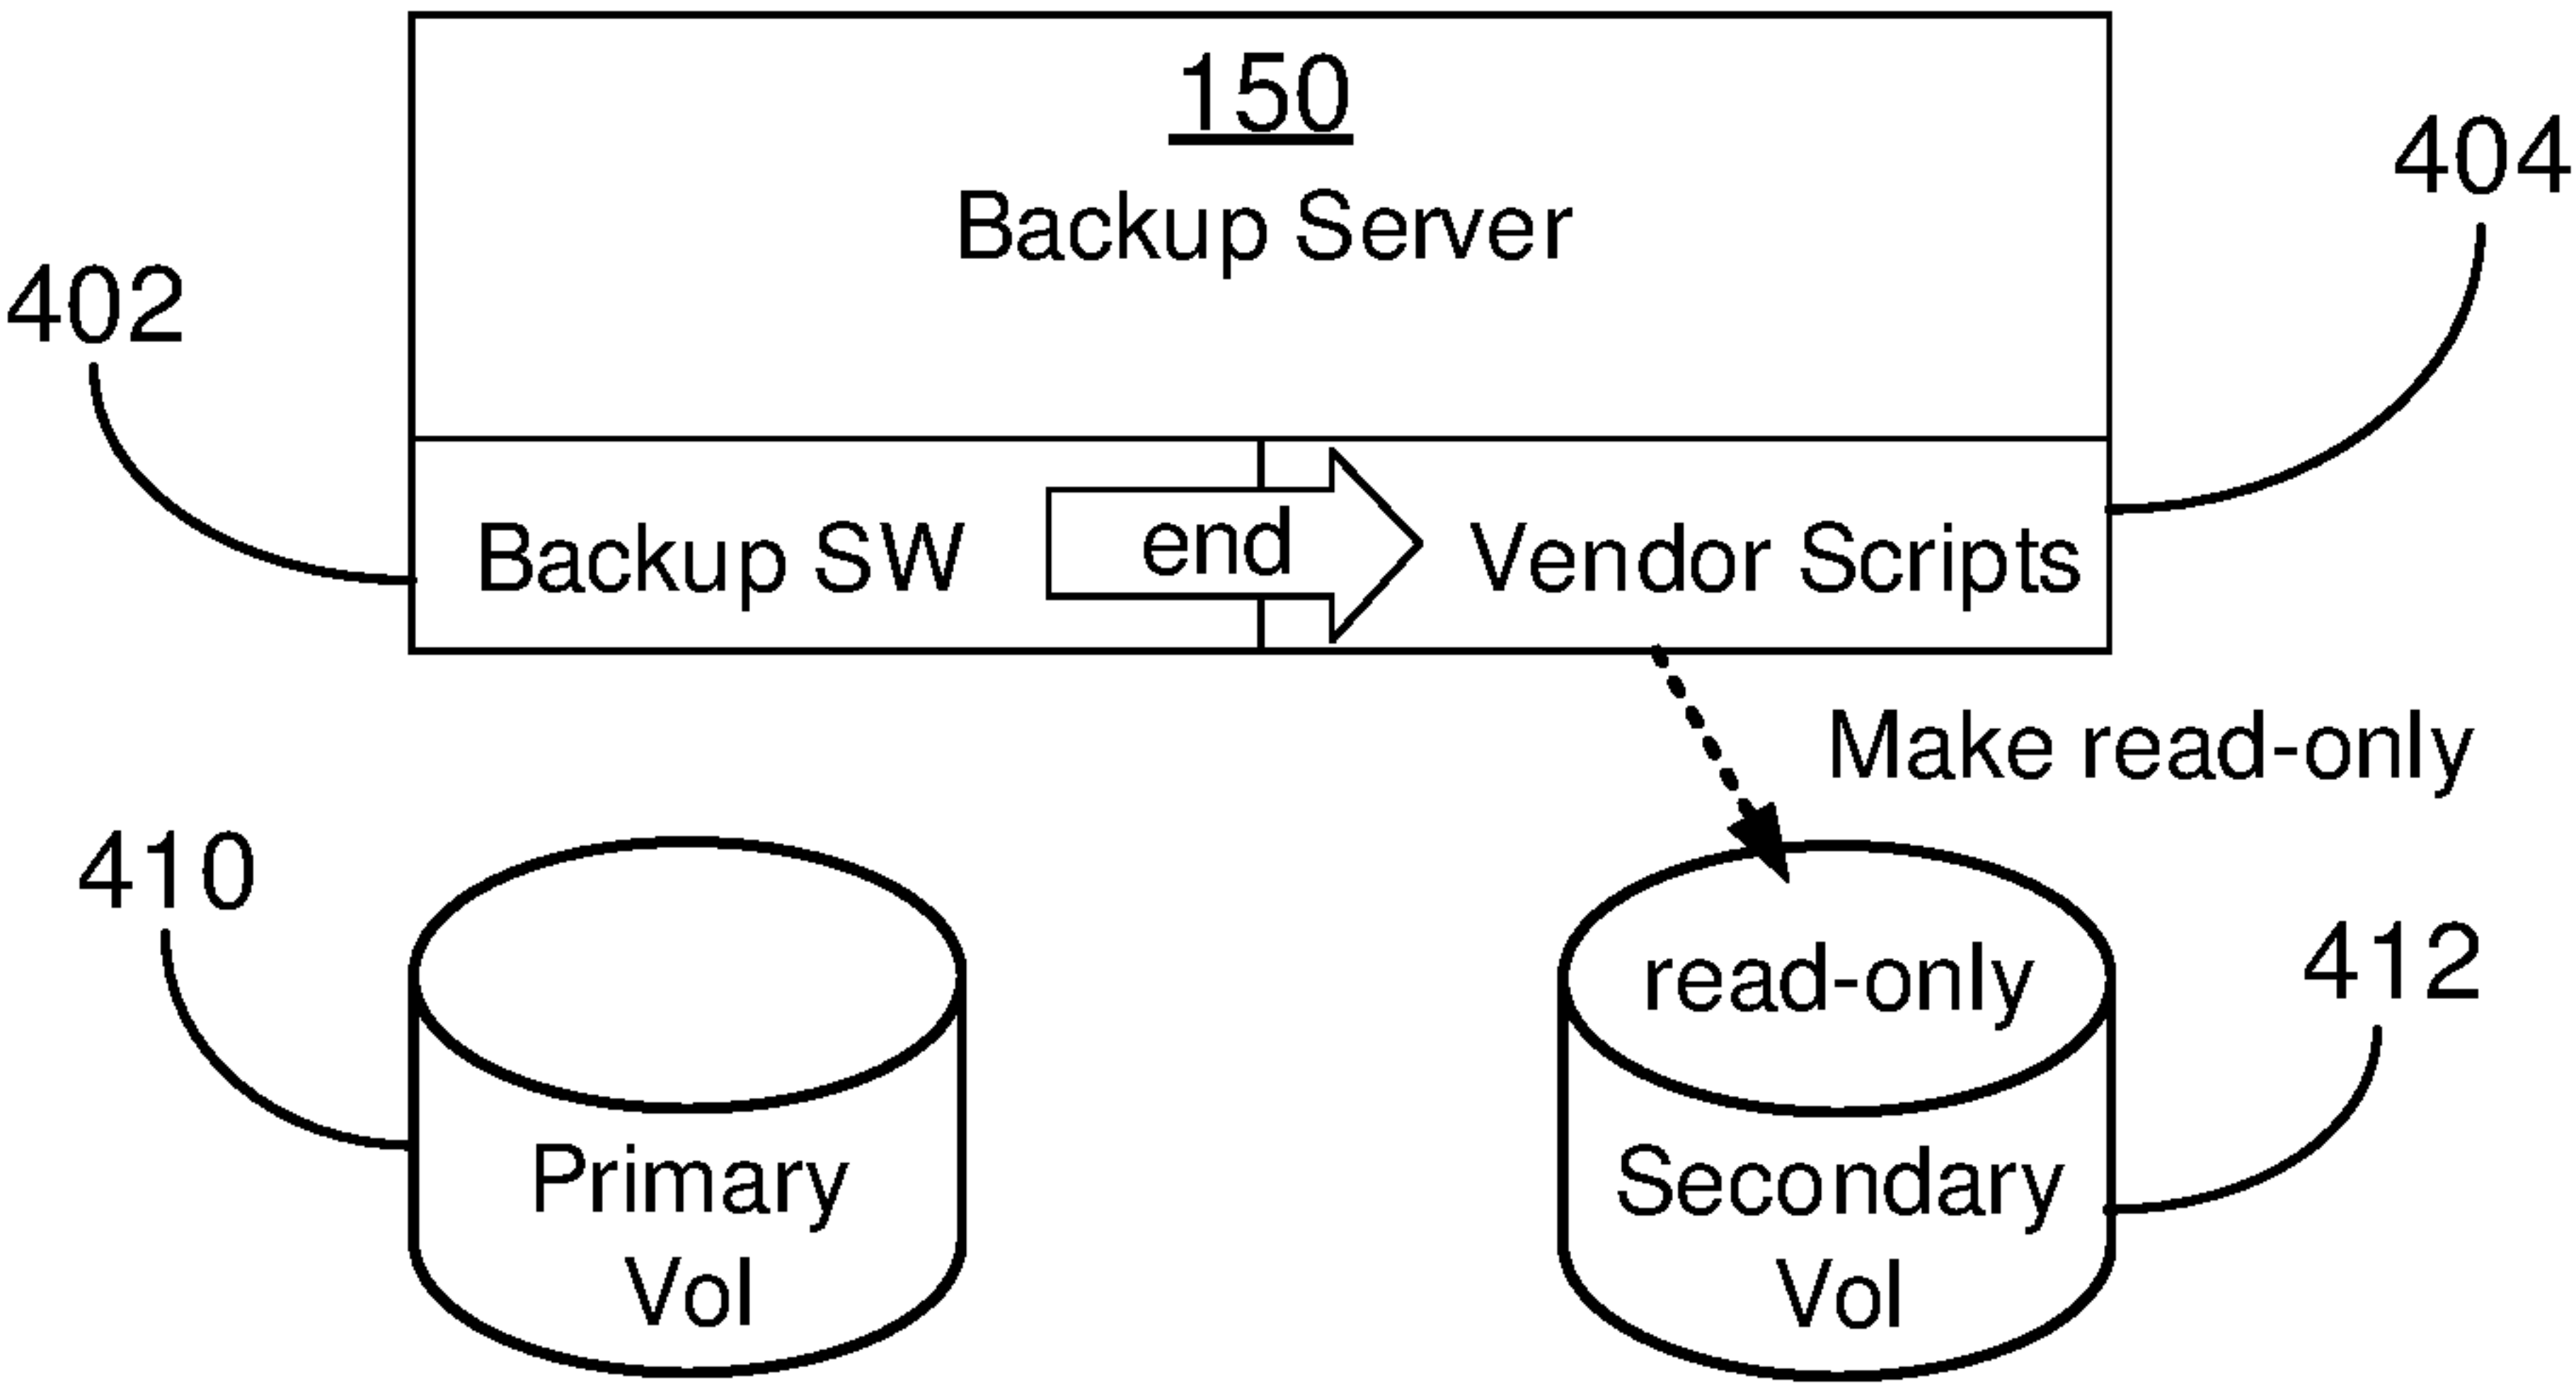 150
Backup Server
404
402
Backup SW
end
Vendor Scripts
Make read-only
410
read-only
412
Primary
Vol
Secondary
Vol